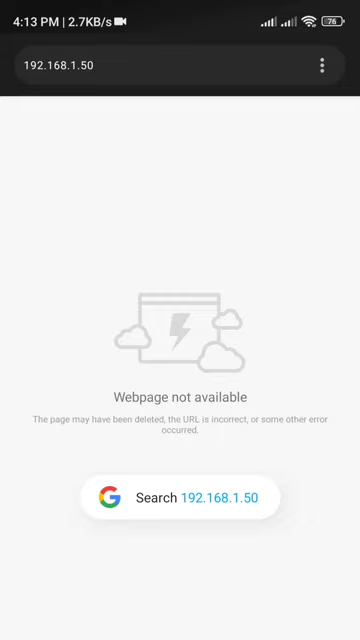 4:13 PM | 2.7KB/s
76
192.168.1.50
Webpage not available
The page may have been deleted, the URL is incorrect, or some other error
occurred.
Search 192.168.1.50